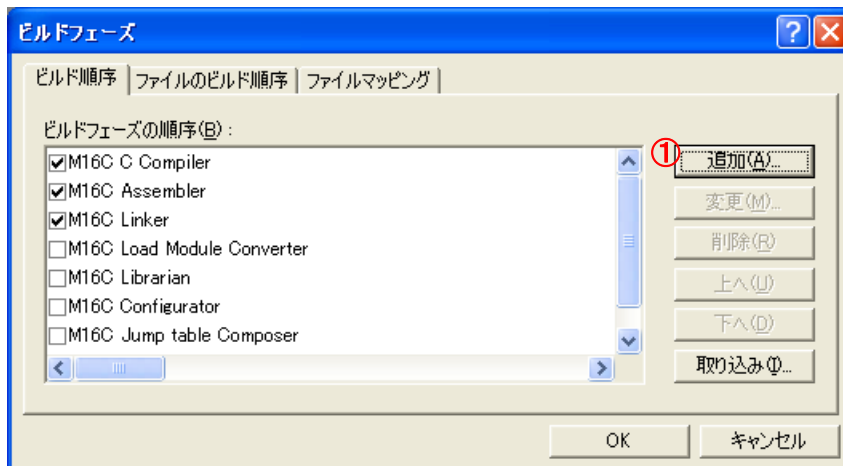 ビルドフェーズ
ビルド順序 ファイルのビルド順序 ファイルマッピング
ビルドフェーズの順序(B):
M16C C Compiler
M16C Assembler
M16C Linker
M16C Load Module Converter
M16C Librarian
M16C Configurator
M16C Jump table Composer
① 追加(A)...
変更(M)...
削除(R)
上へ(U)
下へ(D)
取り込み(I)...
OK キャンセル